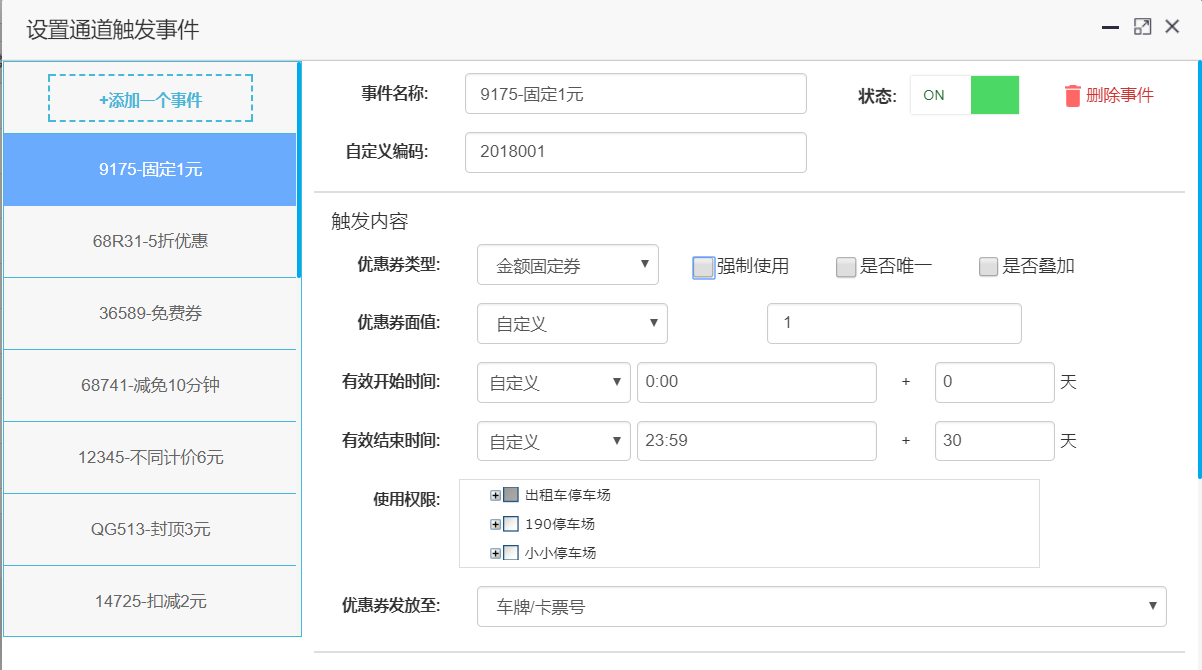 设置通道触发事件
+添加一个事件
9175-固定1元
68R31-5折优惠
36589-免费券
68741-减免10分钟
12345-不同计价6元
QG513-封顶3元
14725-扣减2元
事件名称: 9175-固定1元 状态: ON 删除事件
自定义编码: 2018001
触发内容
优惠券类型: 金额固定券 强制使用 是否唯一 是否叠加
优惠券面值: 自定义 1
有效开始时间: 自定义 0:00 + 0 天
有效结束时间: 自定义 23:59 + 30 天
使用权限: 出租车停车场
190停车场
小小停车场
优惠券发放至: 车牌/卡票号